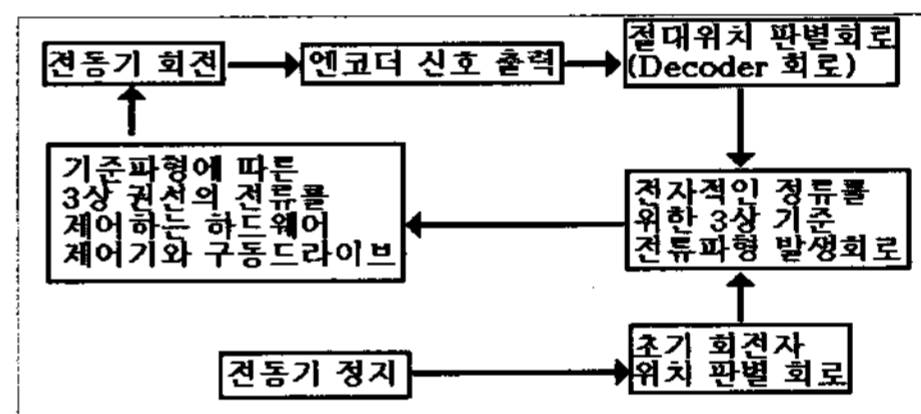 전동기 회전
엔코더 신호 출력
절대위치 판별회로
(Decoder 회로)
기준파형에 따른
3상 권선의 전류를
제어하는 하드웨어
제어기와 구동드라이브
전자적인 정류를
위한 3상 기준
전류파형 발생회로
전동기 정지
초기 회전자
위치 판별 회로